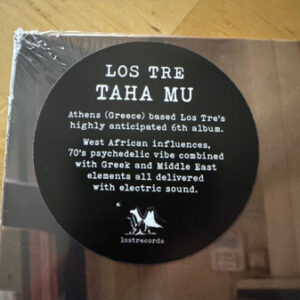 LOS TRE
TAHA MU
Athens (Greece) based Los Tre's
highly anticipated 6th album.
West African influences,
70's psychedelic vibe combined
with Greek and Middle East
elements all delivered
with electric sound.
lostrecords